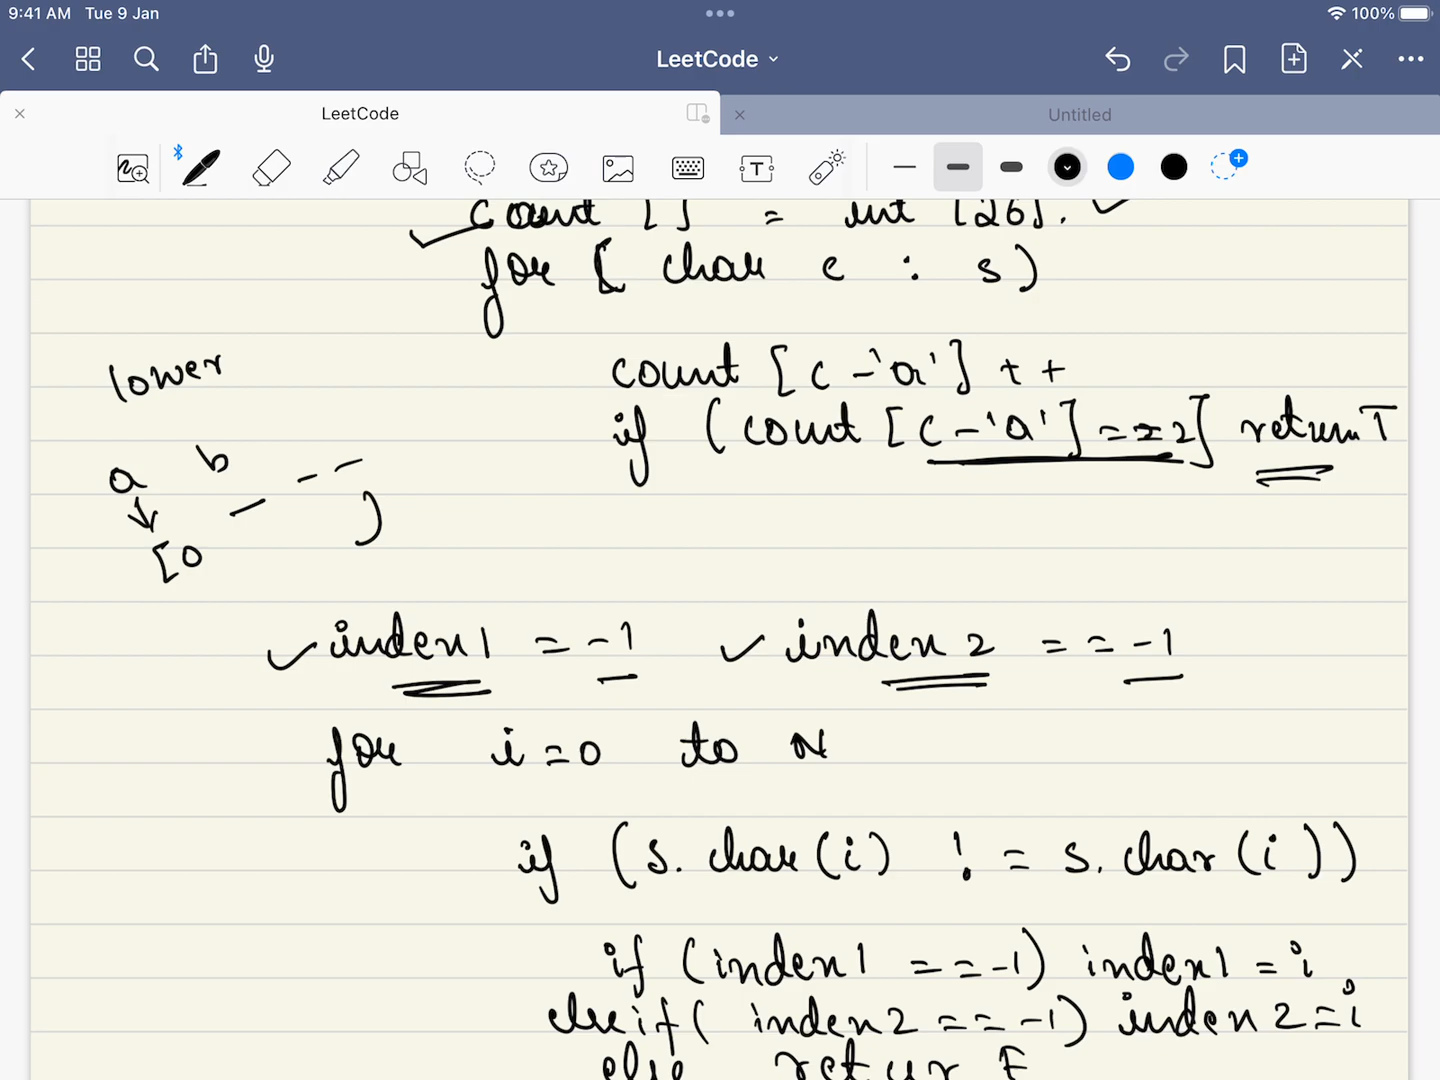 9:41 AM Tue 9 Jan
100%
LeetCode
LeetCode
Untitled
T
count [] = int [26].
for ( char c : s)
lower
count [c-'a'] ++
if (count [c-'a'] == 2] return T
a b - - -
[0 )
index1 = -1 index 2 == -1
for i=0 to N
if (s.char(i) != s.char(i))
if (index1 == -1) index1 = i
else if( index2 == -1) index 2 = i
else return F